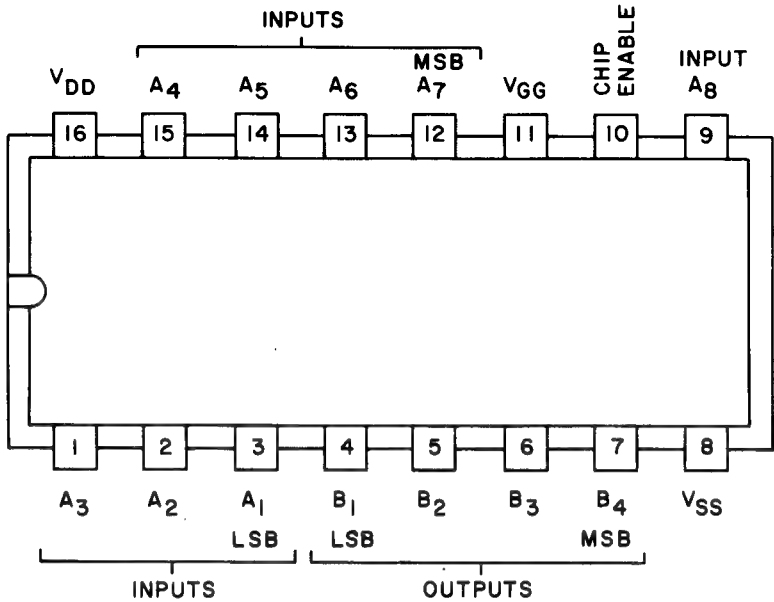 INPUTS
VDD A4 A5 A6 MSB A7 VGG CHIP ENABLE INPUT A8
16 15 14 13 12 11 10 9
1 2 3 4 5 6 7 8
A3 A2 A1 B1 B2 B3 B4 VSS
LSB LSB MSB
INPUTS OUTPUTS